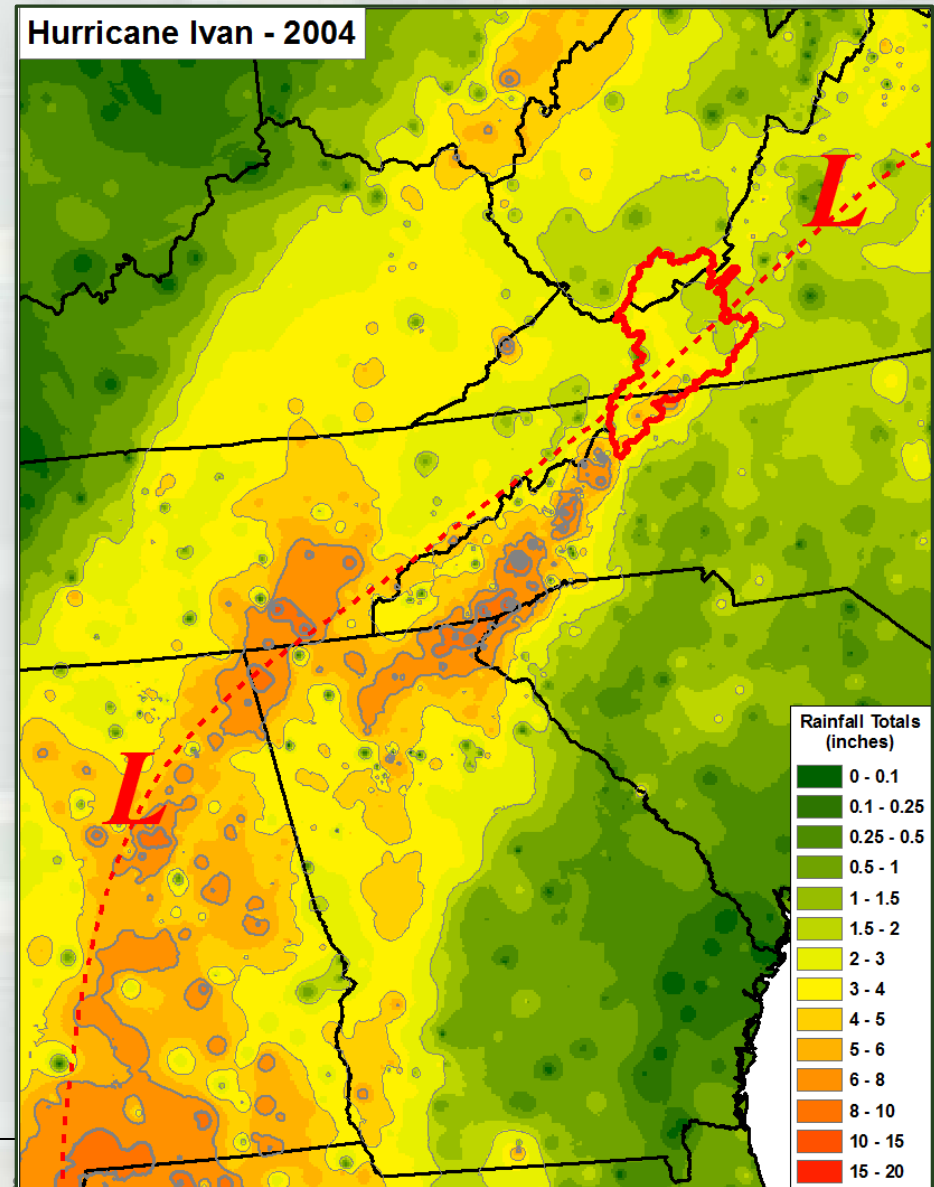 Hurricane Ivan - 2004
L
L
Rainfall Totals
(inches)
0 - 0.1
0.1 - 0.25
0.25 - 0.5
0.5 - 1
1 - 1.5
1.5 - 2
2 - 3
3 - 4
4 - 5
5 - 6
6 - 8
8 - 10
10 - 15
15 - 20